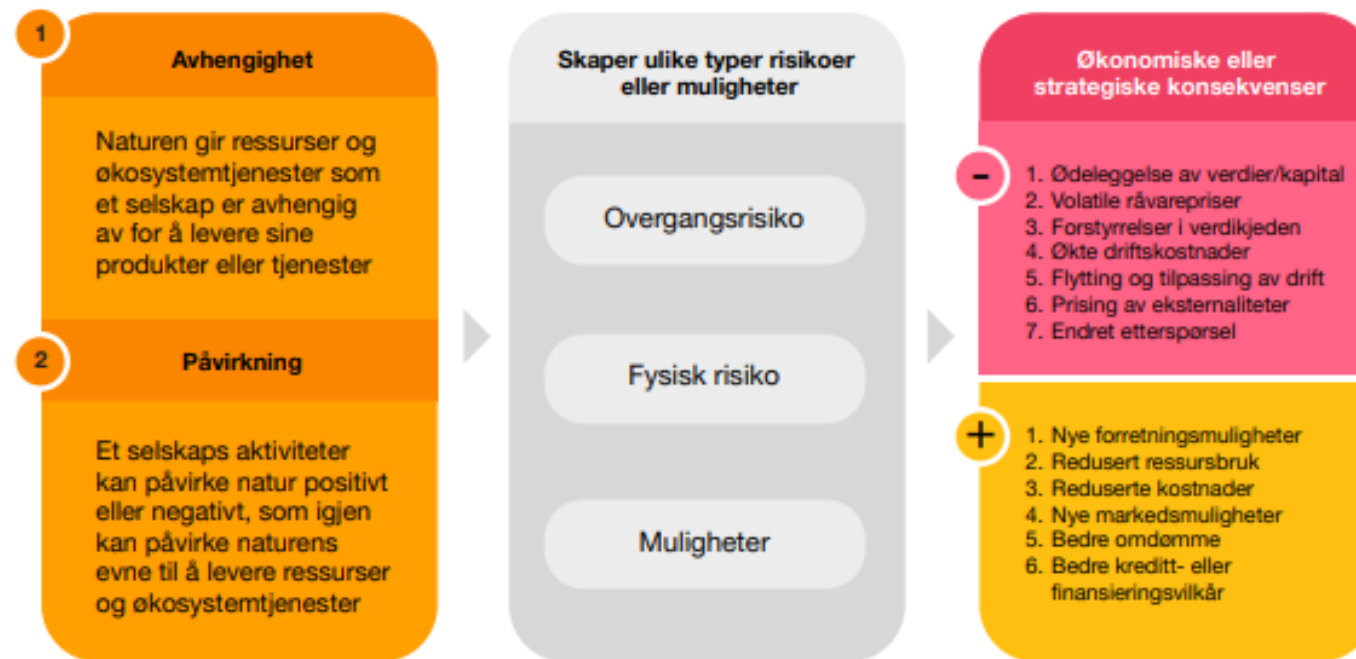 1
Avhengighet
Naturen gir ressurser og
økosystemtjenester som
et selskap er avhengig
av for å levere sine
produkter eller tjenester
2
Påvirkning
Et selskaps aktiviteter
kan påvirke natur positivt
eller negativt, som igjen
kan påvirke naturens
evne til å levere ressurser
og økosystemtjenester
Skaper ulike typer risikoer
eller muligheter
Overgangsrisiko
Fysisk risiko
Muligheter
Økonomiske eller
strategiske konsekvenser
-
1. Ødeleggelse av verdier/kapital
2. Volatile råvarepriser
3. Forstyrrelser i verdikjeden
4. Økte driftskostnader
5. Flytting og tilpassing av drift
6. Prising av eksternaliteter
7. Endret etterspørsel
+
1. Nye forretningsmuligheter
2. Redusert ressursbruk
3. Reduserte kostnader
4. Nye markedsmuligheter
5. Bedre omdømme
6. Bedre kreditt- eller
finansieringsvilkår